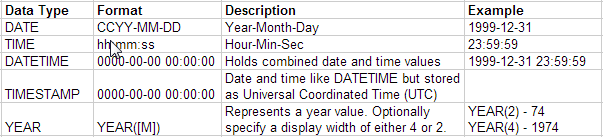 Data Type Format Description Example
DATE CCYY-MM-DD Year-Month-Day 1999-12-31
TIME hh:mm:ss Hour-Min-Sec 23:59:59
DATETIME 0000-00-00 00:00:00 Holds combined date and time values 1999-12-31 23:59:59
Date and time like DATETIME but stored
TIMESTAMP 0000-00-00 00:00:00 as Universal Coordinated Time (UTC)
Represents a year value. Optionally YEAR(2) - 74
YEAR YEAR([M]) specify a display width of either 4 or 2. YEAR(4) - 1974